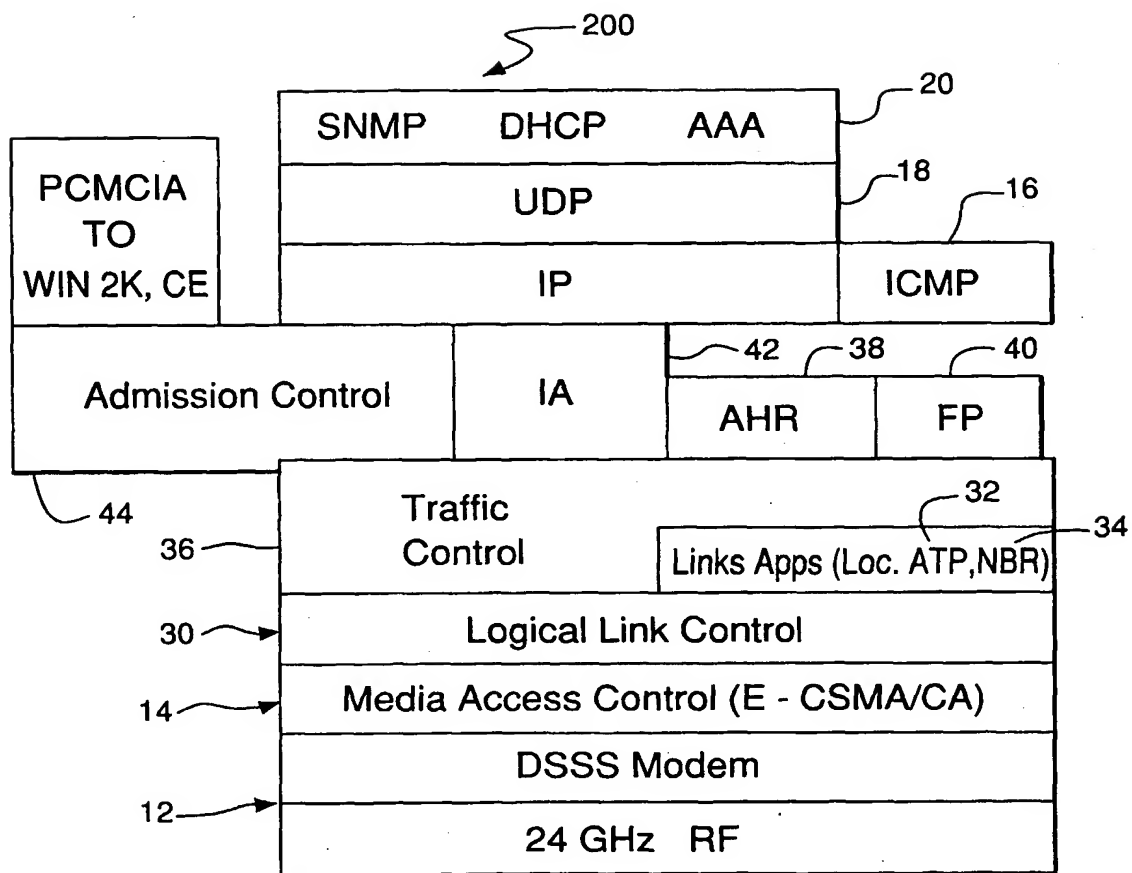 200
20
SNMP DHCP AAA
18
PCMCIA
TO
WIN 2K, CE
UDP
16
IP
ICMP
42
38
40
Admission Control
IA
AHR
FP
44
32
34
36
Traffic
Control
Links Apps (Loc. ATP,NBR)
30
Logical Link Control
14
Media Access Control (E - CSMA/CA)
DSSS Modem
12
24 GHz RF